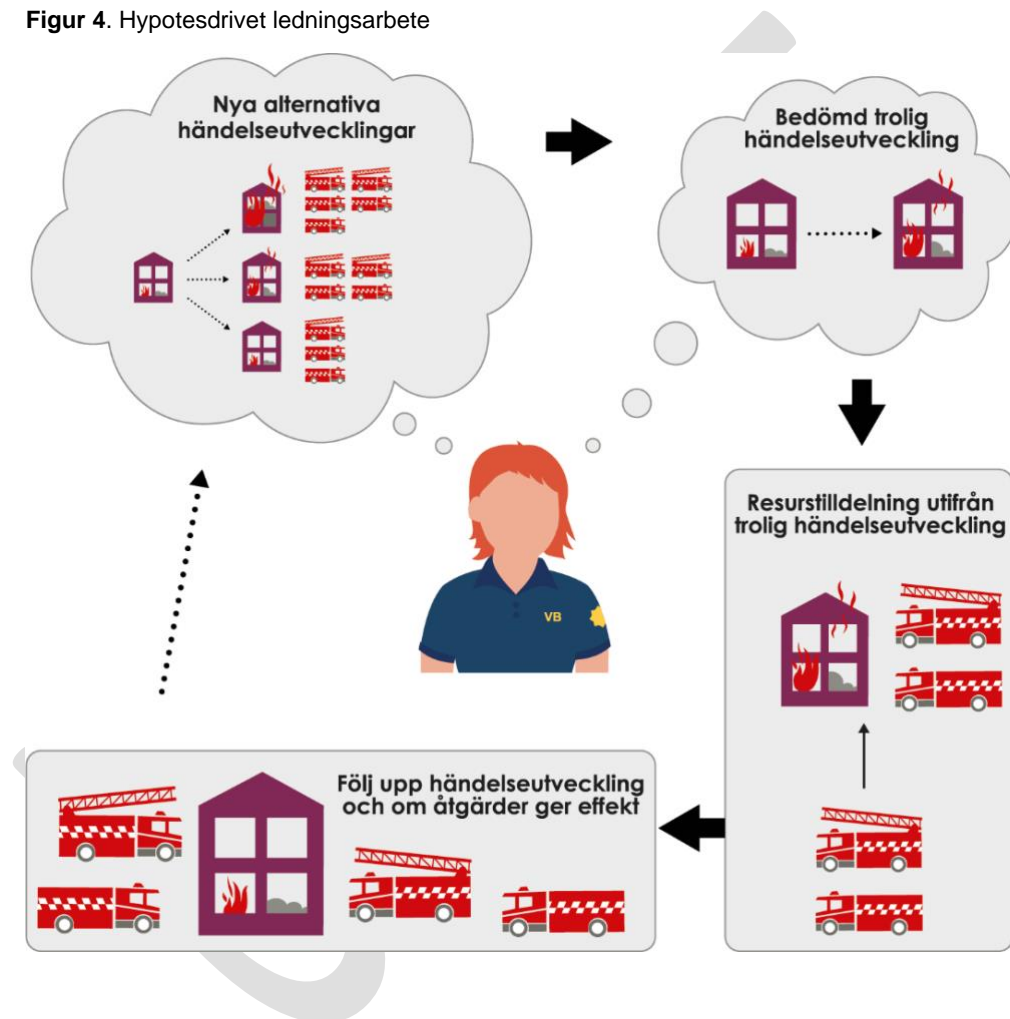 Figur 4. Hypotesdrivet ledningsarbete
Nya alternativa
händelseutvecklingar
Bedömd trolig
händelseutveckling
Resurstilldelning utifrån
trolig händelseutveckling
VB
Följ upp händelseutveckling
och om åtgärder ger effekt